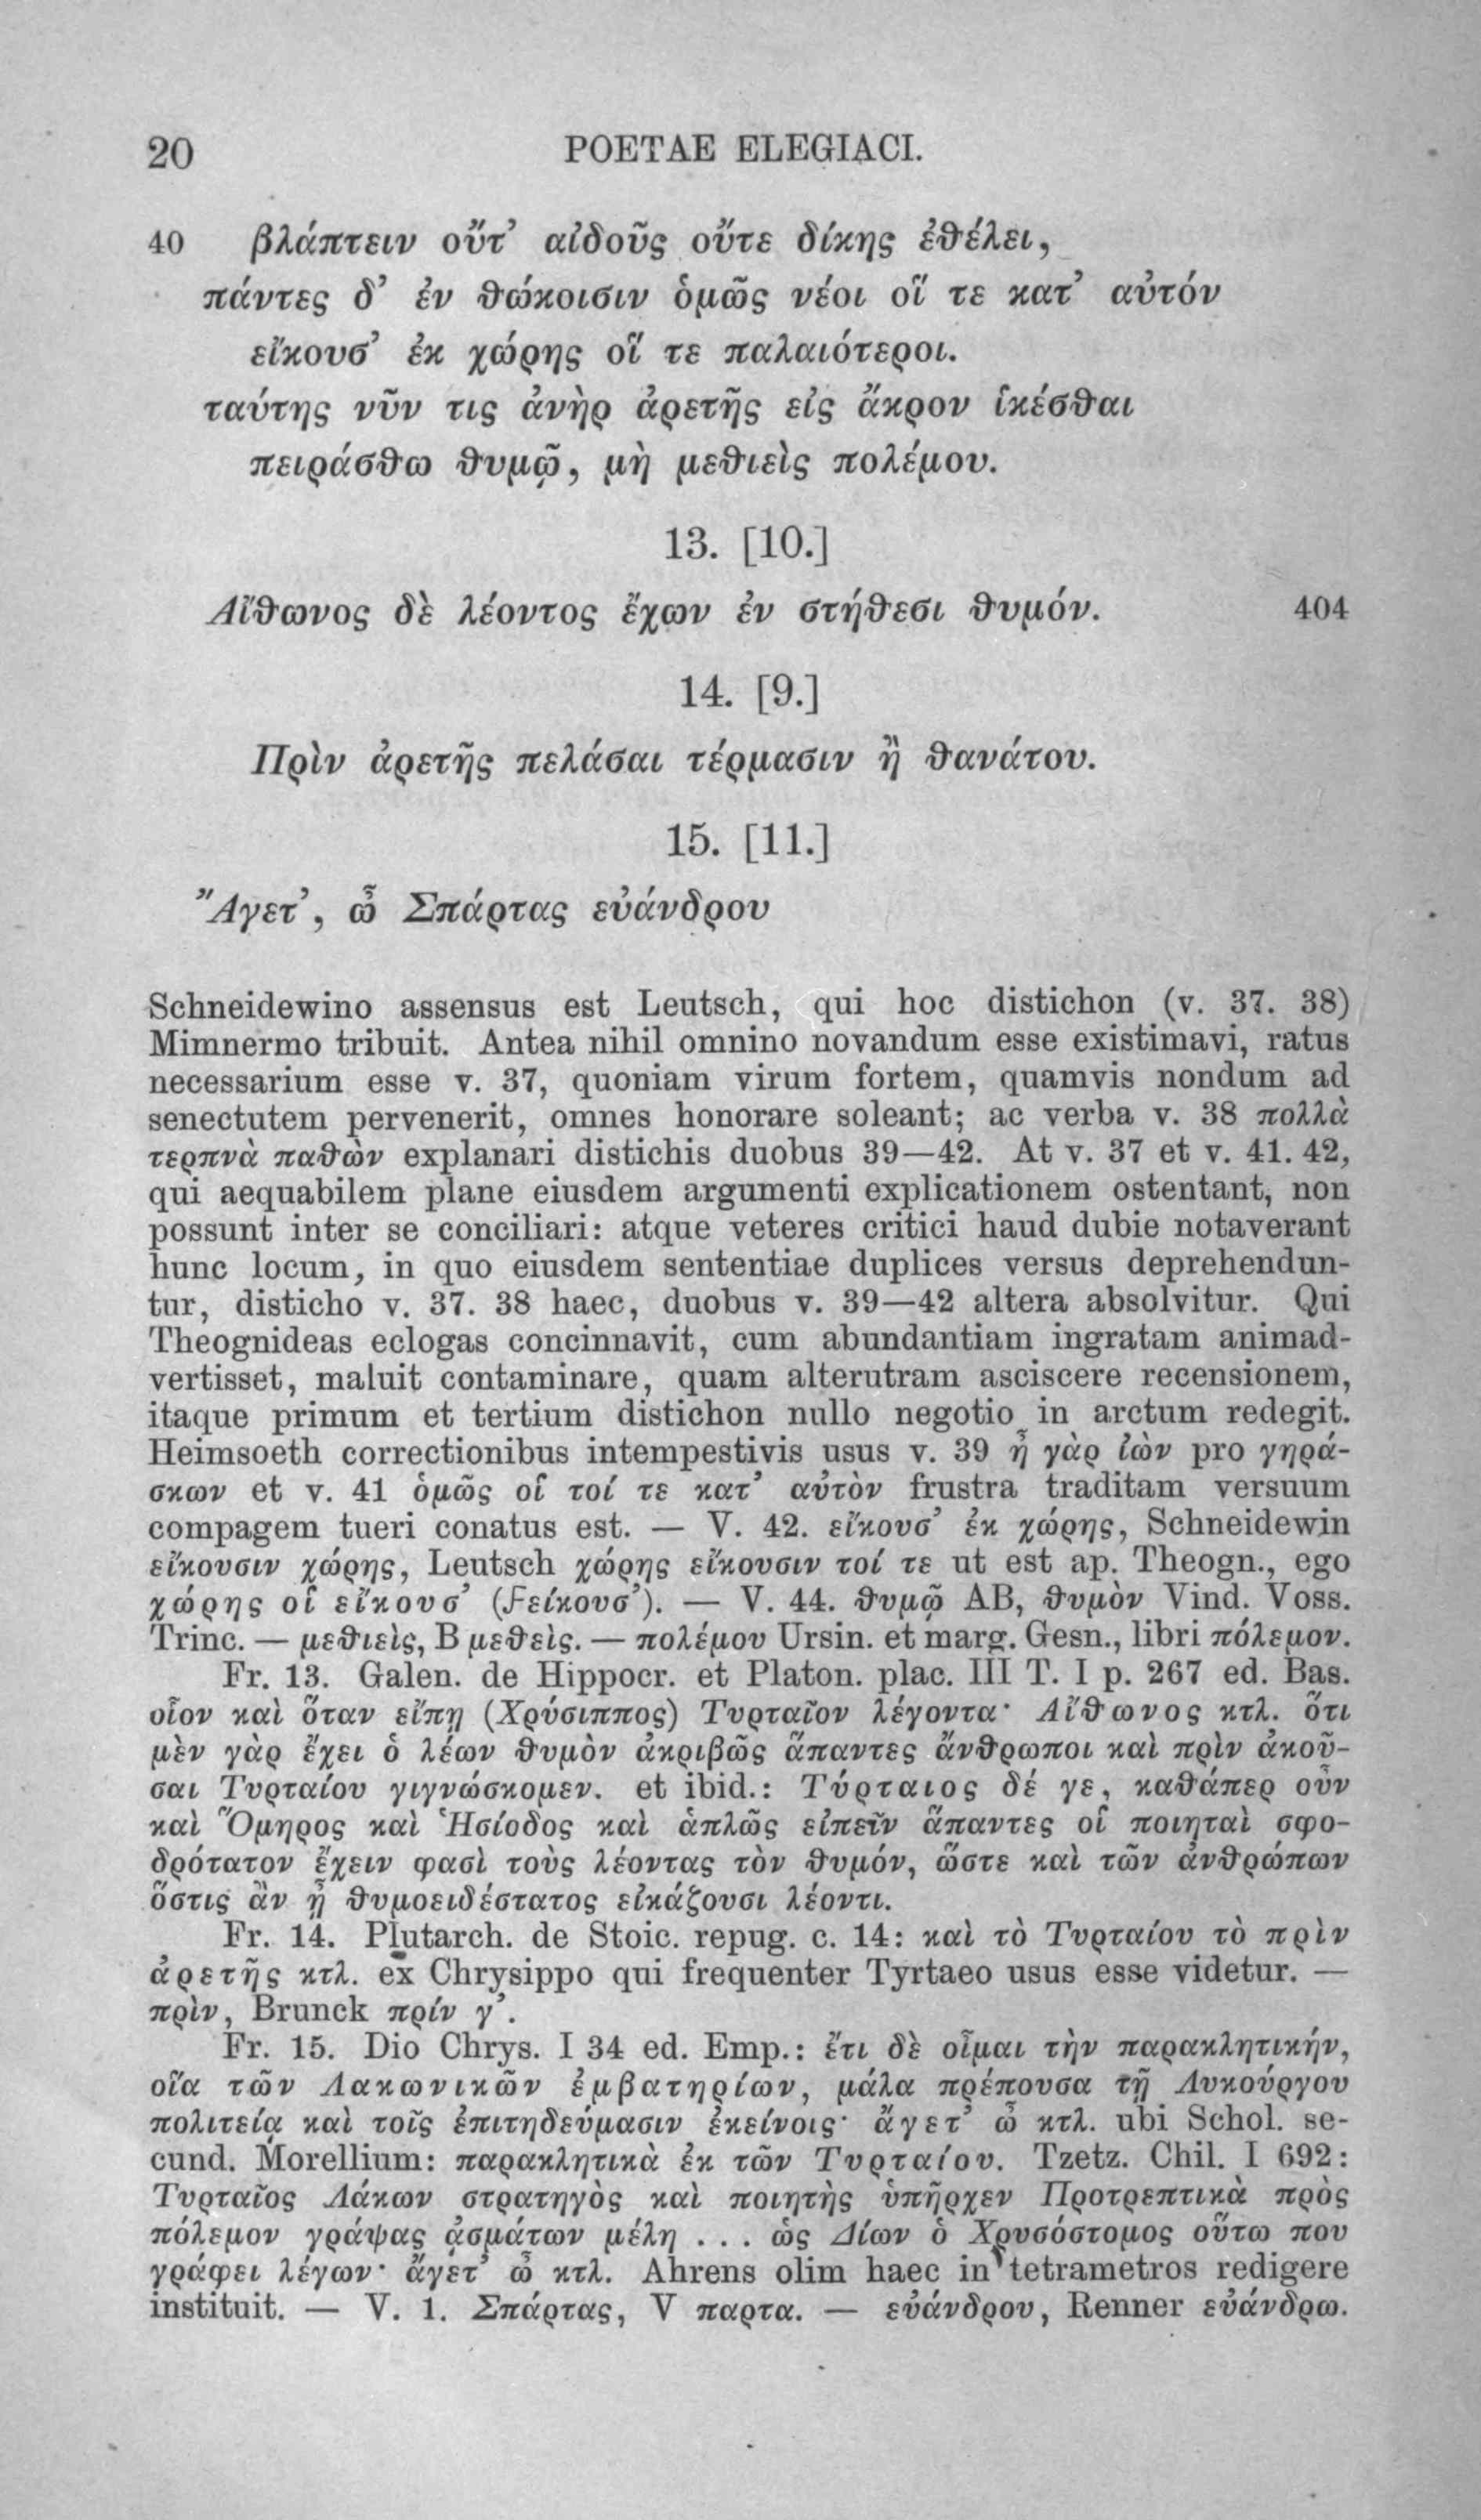 20 POETAE ELEGIACI.
40 βλάπτειν οὔτ’ αἰδοῦς οὔτε δίκης ἐθέλει,
πάντες δ’ ἐν θώκοισιν ὁμῶς νέοι οἵ τε κατ’ αὐτόν
εἴκουσ’ ἐκ χώρης οἵ τε παλαιότεροι.
ταύτης νῦν τις ἀνὴρ ἀρετῆς εἰς ἄκρον ἱκέσθαι
πειράσθω θυμῷ, μὴ μεθιεὶς πολέμου.
13. [10.]
Αἴθωνος δὲ λέοντος ἔχων ἐν στήθεσι θυμόν. 404
14. [9.]
Πρὶν ἀρετῆς πελάσαι τέρμασιν ἢ θανάτου.
15. [11.]
Ἄγετ’, ὦ Σπάρτας εὐάνδρου
Schneidewino assensus est Leutsch, qui hoc distichon (v. 37. 38)
Mimnermo tribuit. Antea nihil omnino novandum esse existimavi, ratus
necessarium esse v. 37, quoniam virum fortem, quamvis nondum ad
senectutem pervenerit, omnes honorare soleant; ac verba v. 38 πολλὰ
τερπνὰ παθὼν explanari distichis duobus 39—42. At v. 37 et v. 41. 42,
qui aequabilem plane eiusdem argumenti explicationem ostentant, non
possunt inter se conciliari: atque veteres critici haud dubie notaverant
hunc locum, in quo eiusdem sententiae duplices versus deprehendun-
tur, disticho v. 37. 38 haec, duobus v. 39—42 altera absolvitur. Qui
Theognideas eclogas concinnavit, cum abundantiam ingratam animad-
vertisset, maluit contaminare, quam alterutram asciscere recensionem,
itaque primum et tertium distichon nullo negotio in arctum redegit.
Heimsoeth correctionibus intempestivis usus v. 39 ἦ γὰρ ἰὼν pro γηρά-
σκων et v. 41 ὁμῶς οἱ τοί τε κατ’ αὐτὸν frustra traditam versuum
compagem tueri conatus est. — V. 42. εἴκουσ’ ἐκ χώρης, Schneidewin
εἴκουσιν χώρης, Leutsch χώρης εἴκουσιν τοί τε ut est ap. Theogn., ego
χώρης οἱ εἴκουσ’ (ϝείκουσ’). — V. 44. θυμῷ AB, θυμὸν Vind. Voss.
Trinc. — μεθιεὶς, B μεθεὶς. — πολέμου Ursin. et marg. Gesn., libri πόλεμον.
Fr. 13. Galen. de Hippocr. et Platon. plac. III T. I p. 267 ed. Bas.
οἷον καὶ ὅταν εἴπῃ (Χρύσιππος) Τυρταῖον λέγοντα· Αἴθωνος κτλ. ὅτι
μὲν γὰρ ἔχει ὁ λέων θυμὸν ἀκριβῶς ἅπαντες ἄνθρωποι καὶ πρὶν ἀκοῦ-
σαι Τυρταίου γιγνώσκομεν. et ibid.: Τύρταιος δέ γε, καθάπερ οὖν
καὶ Ὅμηρος καὶ Ἡσίοδος καὶ ἁπλῶς εἰπεῖν ἅπαντες οἱ ποιηταὶ σφο-
δρότατον ἔχειν φασὶ τοὺς λέοντας τὸν θυμόν, ὥστε καὶ τῶν ἀνθρώπων
ὅστις ἂν ᾖ θυμοειδέστατος εἰκάζουσι λέοντι.
Fr. 14. Plutarch. de Stoic. repug. c. 14: καὶ τὸ Τυρταίου τὸ πρὶν
ἀρετῆς κτλ. ex Chrysippo qui frequenter Tyrtaeo usus esse videtur. —
πρὶν, Brunck πρίν γ’.
Fr. 15. Dio Chrys. I 34 ed. Emp.: ἔτι δὲ οἶμαι τὴν παρακλητικήν,
οἵα τῶν Λακωνικῶν ἐμβατηρίων, μάλα πρέπουσα τῇ Λυκούργου
πολιτείᾳ καὶ τοῖς ἐπιτηδεύμασιν ἐκείνοις· ἄγετ’ ὦ κτλ. ubi Schol. se-
cund. Morellium: παρακλητικὰ ἐκ τῶν Τυρταίου. Tzetz. Chil. I 692:
Τυρταῖος Λάκων στρατηγὸς καὶ ποιητὴς ὑπῆρχεν Προτρεπτικὰ πρὸς
πόλεμον γράψας ᾀσμάτων μέλη . . . ὡς Δίων ὁ Χρυσόστομος οὕτω που
γράφει λέγων· ἄγετ’ ὦ κτλ. Ahrens olim haec in tetrametros redigere
instituit. — V. 1. Σπάρτας, V παρτα. — εὐάνδρου, Renner εὐάνδρω.